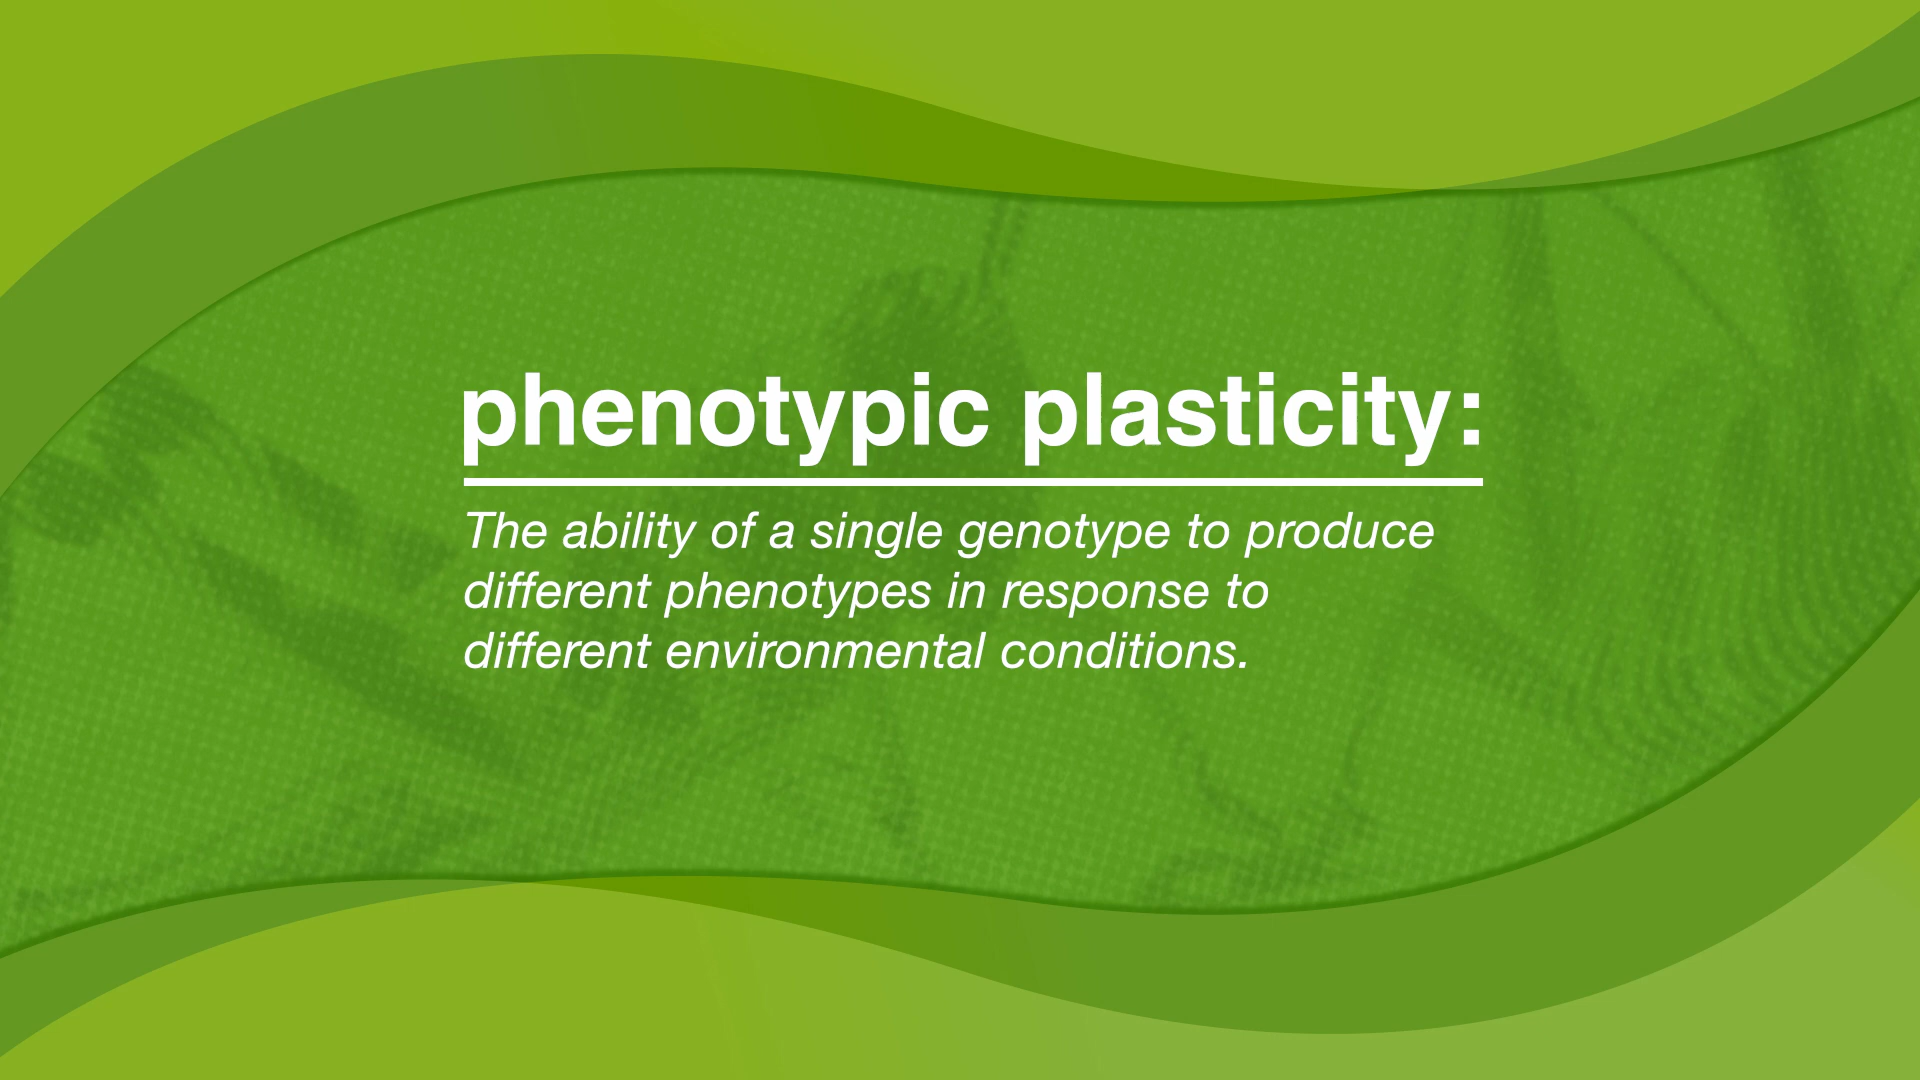 phenotypic plasticity:
The ability of a single genotype to produce
different phenotypes in response to
different environmental conditions.